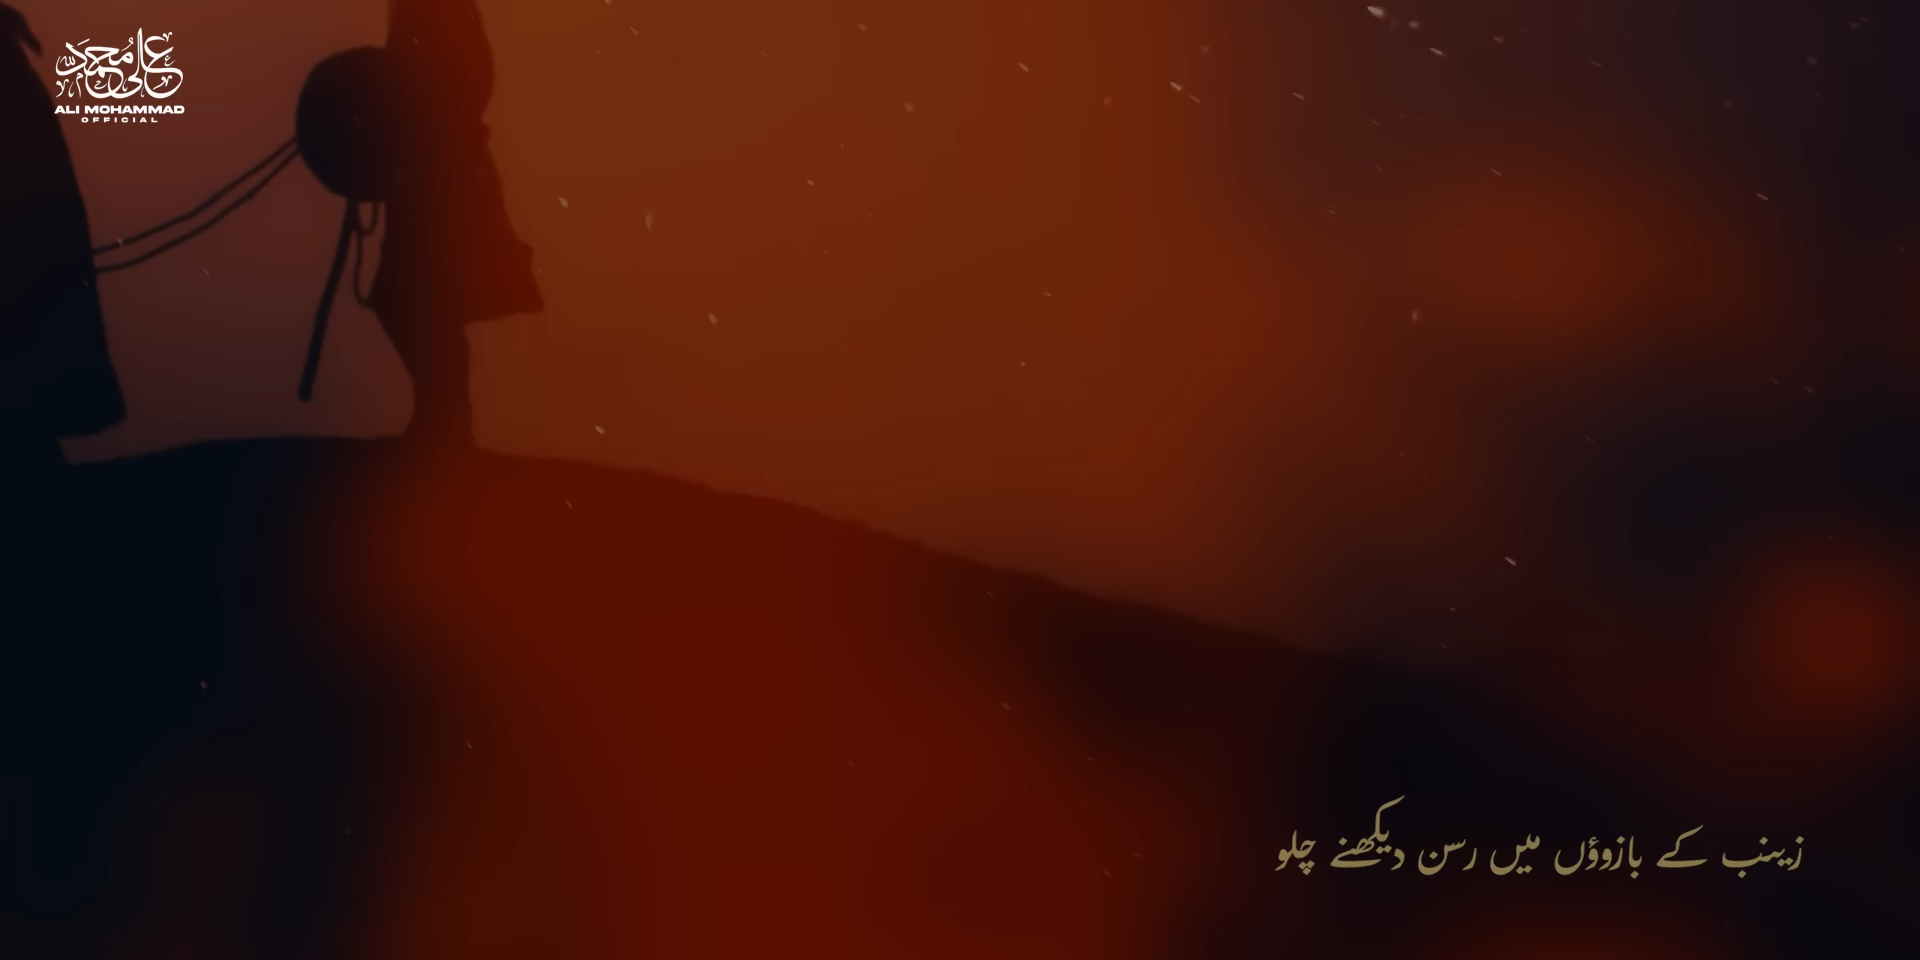 علی محمد
ALI MOHAMMAD
OFFICIAL
زینب کے بازوؤں میں رسن دیکھنے چلو